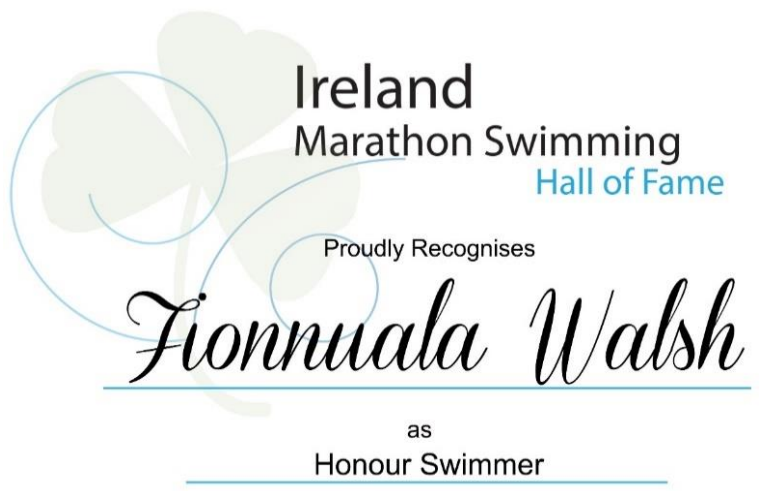 Ireland
Marathon Swimming
Hall of Fame
Proudly Recognises
Fionnuala Walsh
as
Honour Swimmer